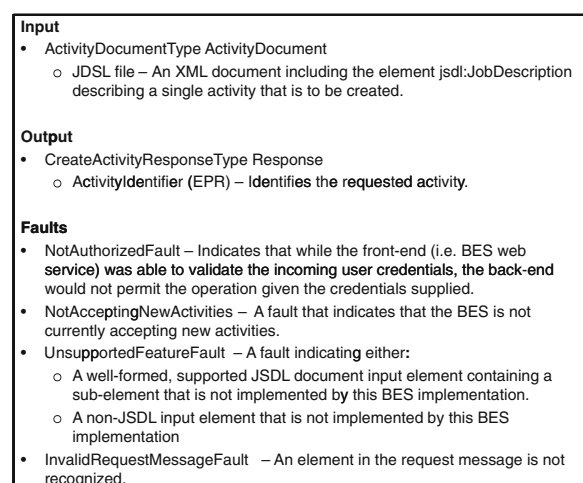 Input
• ActivityDocumentType ActivityDocument
o JDSL file – An XML document including the element jsdl:JobDescription
describing a single activity that is to be created.
Output
• CreateActivityResponseType Response
o ActivityIdentifier (EPR) – Identifies the requested activity.
Faults
• NotAuthorizedFault – Indicates that while the front-end (i.e. BES web
service) was able to validate the incoming user credentials, the back-end
would not permit the operation given the credentials supplied.
• NotAcceptingNewActivities – A fault that indicates that the BES is not
currently accepting new activities.
• UnsupportedFeatureFault – A fault indicating either:
o A well-formed, supported JSDL document input element containing a
sub-element that is not implemented by this BES implementation.
o A non-JSDL input element that is not implemented by this BES
implementation
• InvalidRequestMessageFault – An element in the request message is not
recognized.